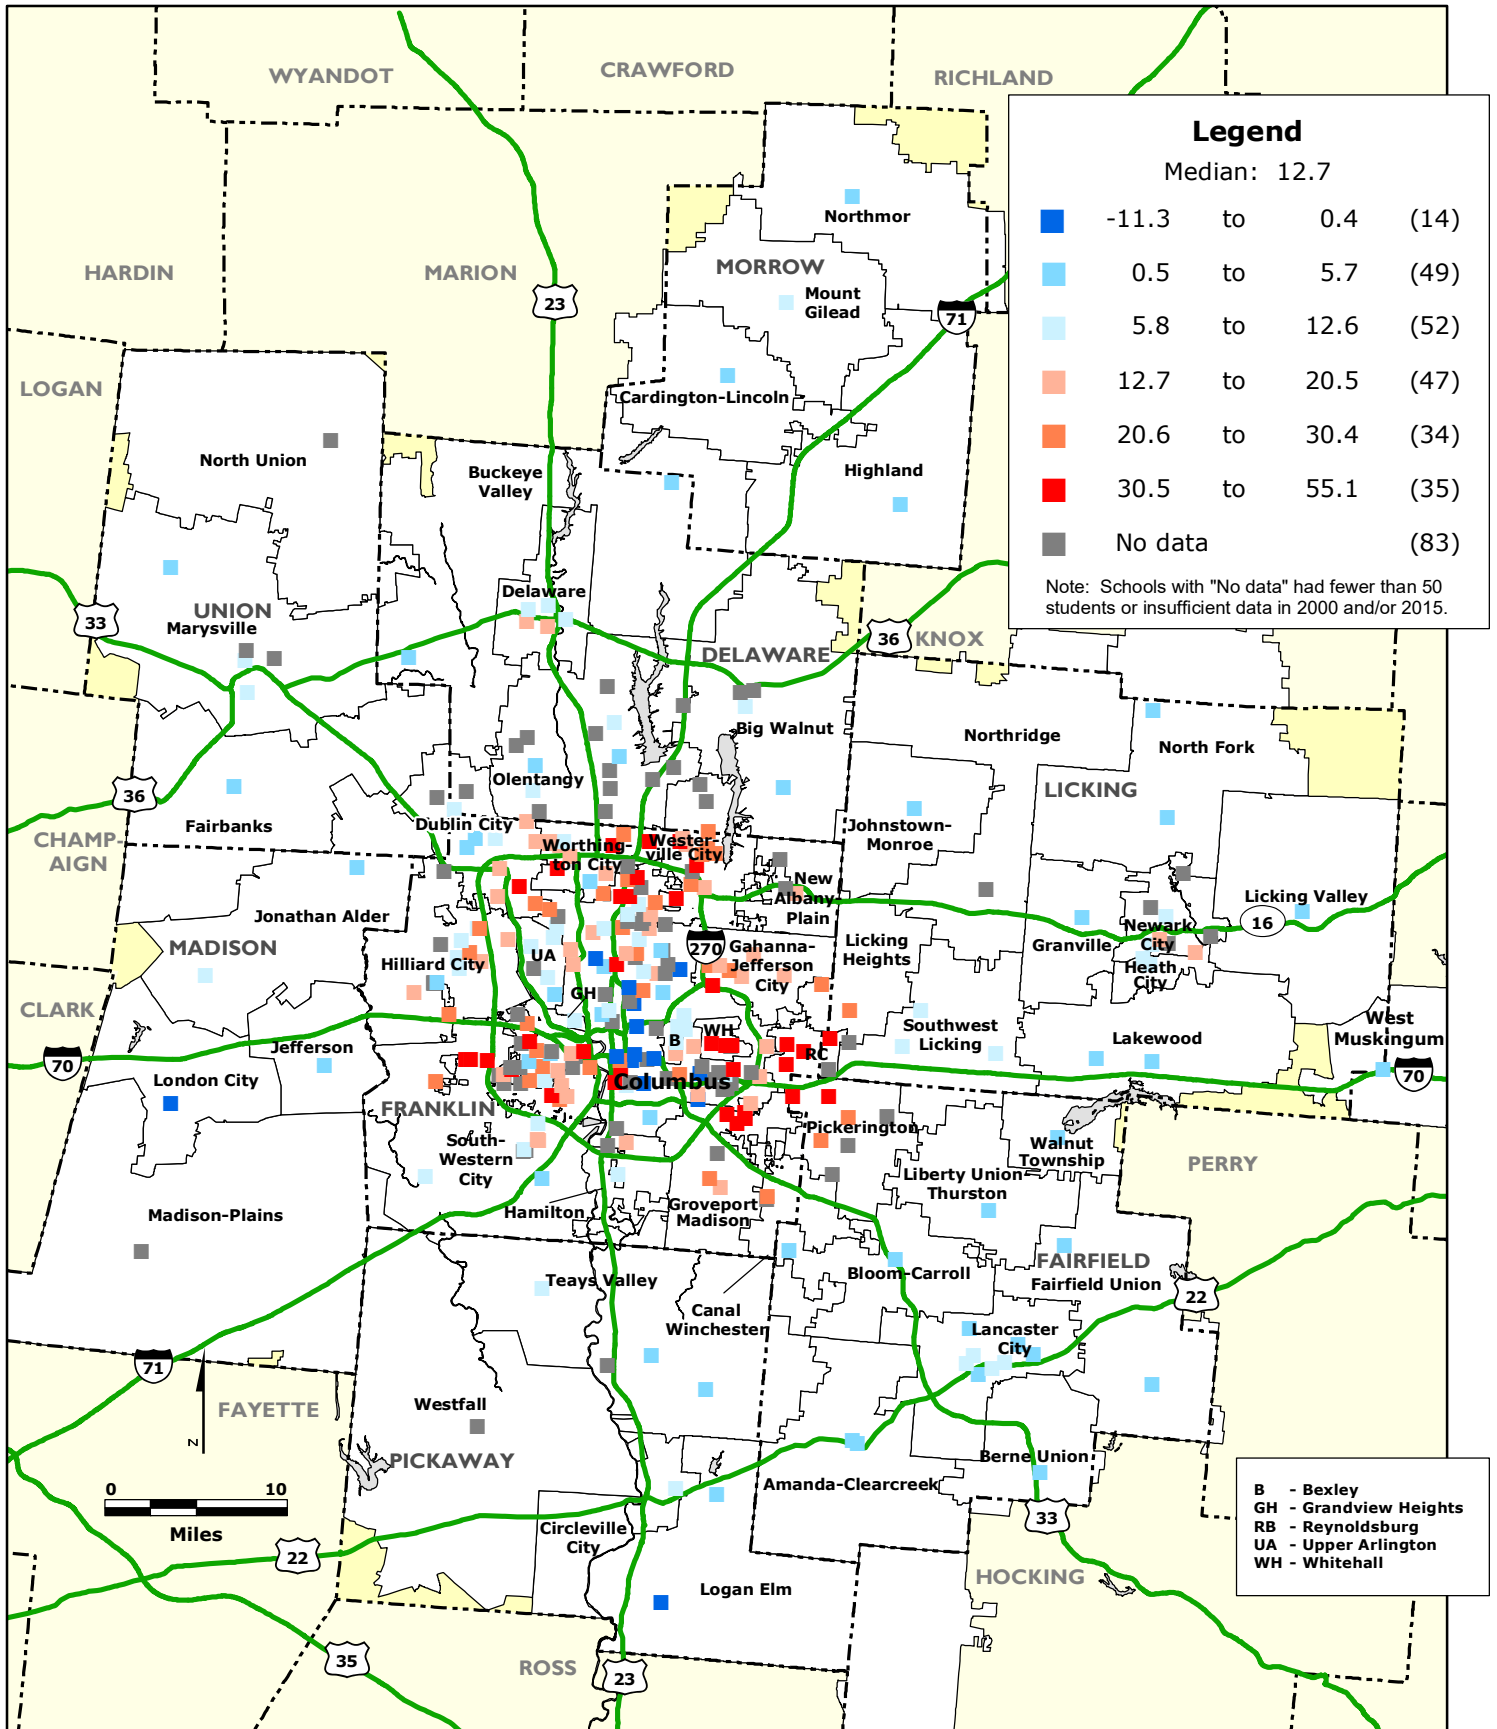 WYANDOT
CRAWFORD
RICHLAND
Legend
Median: 12.7
-11.3 to 0.4 (14)
0.5 to 5.7 (49)
5.8 to 12.6 (52)
12.7 to 20.5 (47)
20.6 to 30.4 (34)
30.5 to 55.1 (35)
No data (83)
Note: Schools with "No data" had fewer than 50
students or insufficient data in 2000 and/or 2015.
Northmor
HARDIN
MARION
MORROW
23
Mount
Gilead
71
LOGAN
Cardington-Lincoln
North Union
Buckeye
Valley
Highland
Delaware
UNION
Marysville
33
36
KNOX
DELAWARE
Big Walnut
Northridge
North Fork
Olentangy
36
LICKING
Fairbanks
Dublin City
Johnstown-
Monroe
CHAMP-
AIGN
Worthing-
ton City
Wester-
ville City
New
Albany-
Plain
Licking Valley
Jonathan Alder
16
MADISON
UA
270
Gahanna-
Jefferson
City
Licking
Heights
Granville
Newark
City
Heath
City
Hilliard City
GH
CLARK
WH
B
Southwest
Licking
Lakewood
West
Muskingum
Jefferson
RC
70
70
London City
Columbus
FRANKLIN
Pickerington
South-
Western
City
Walnut
Township
PERRY
Liberty Union-
Thurston
Madison-Plains
Hamilton
Groveport
Madison
FAIRFIELD
Bloom-Carroll
Fairfield Union
Teays Valley
22
Canal
Winchester
Lancaster
City
71
Westfall
FAYETTE
N
PICKAWAY
Berne Union
Amanda-Clearcreek
0 10
Miles
B - Bexley
GH - Grandview Heights
RB - Reynoldsburg
UA - Upper Arlington
WH - Whitehall
33
Circleville
City
22
HOCKING
Logan Elm
35
ROSS
23